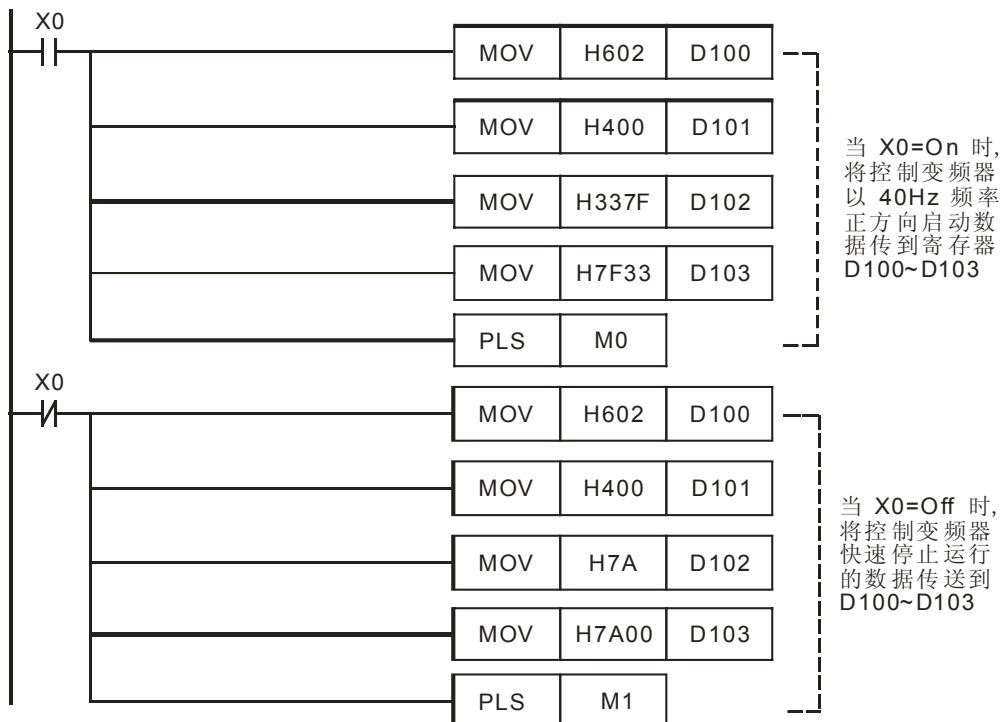 X0
MOV H602 D100
MOV H400 D101
MOV H337F D102
MOV H7F33 D103
PLS M0
当 X0=On 时,
将控制变频器
以 40Hz 频率
正方向启动数
据传到寄存器
D100~D103
X0
MOV H602 D100
MOV H400 D101
MOV H7A D102
MOV H7A00 D103
PLS M1
当 X0=Off 时,
将控制变频器
快速停止运行
的数据传送到
D100~D103